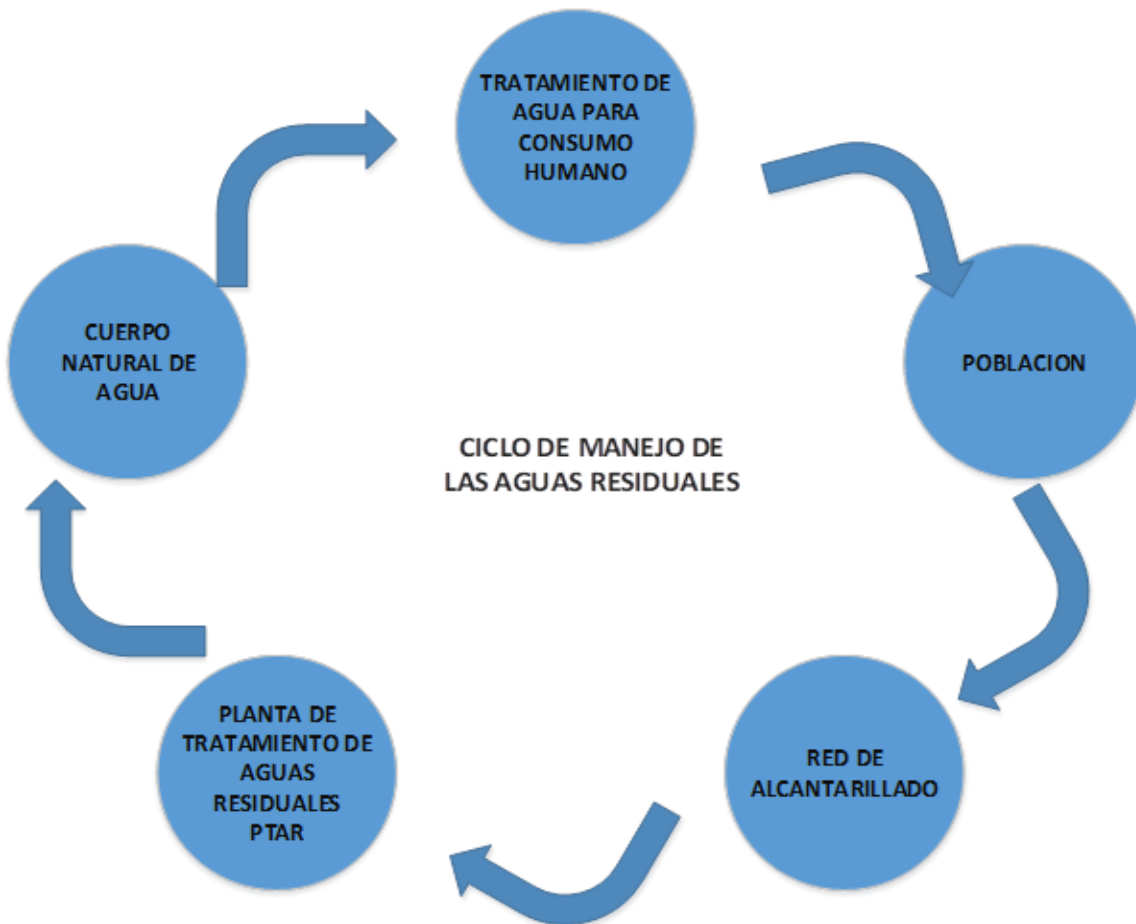 TRATAMIENTO DE
AGUA PARA
CONSUMO
HUMANO
POBLACION
RED DE
ALCANTARILLADO
PLANTA DE
TRATAMIENTO DE
AGUAS
RESIDUALES
PTAR
CUERPO
NATURAL DE
AGUA
CICLO DE MANEJO DE
LAS AGUAS RESIDUALES